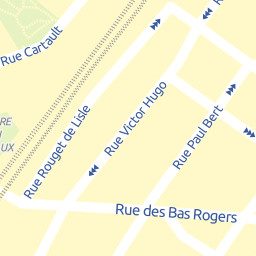 Rue Cartault
Rue Rouget de Lisle
Rue Victor Hugo
Rue Paul Bert
Rue des Bas Rogers